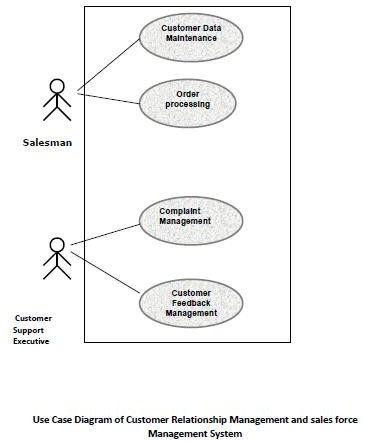 Customer Data
Maintenance
Order
processing
Salesman
Complaint
Management
Customer
Feedback
Management
Customer
Support
Executive
Use Case Diagram of Customer Relationship Management and sales force
Management System